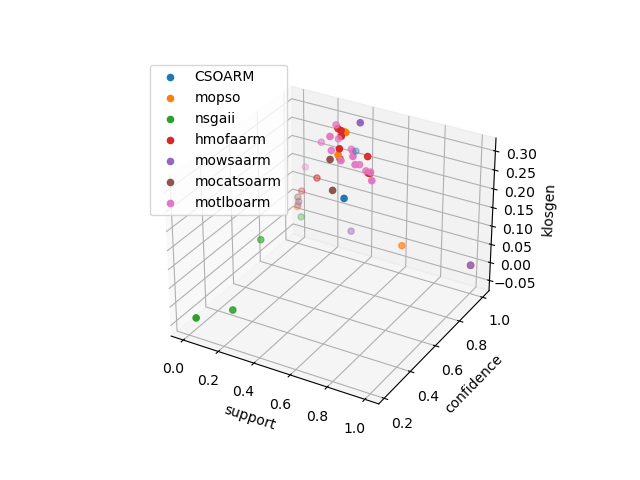 CSOARM
mopso
nsgaii
hmofaarm
mowsaarm
mocatsoarm
motlboarm
0.30
0.25
0.20
0.15
0.10
0.05
0.00
−0.05
klosgen
1.0
0.8
0.6
0.4
0.2
confidence
0.0
0.2
0.4
0.6
0.8
1.0
support